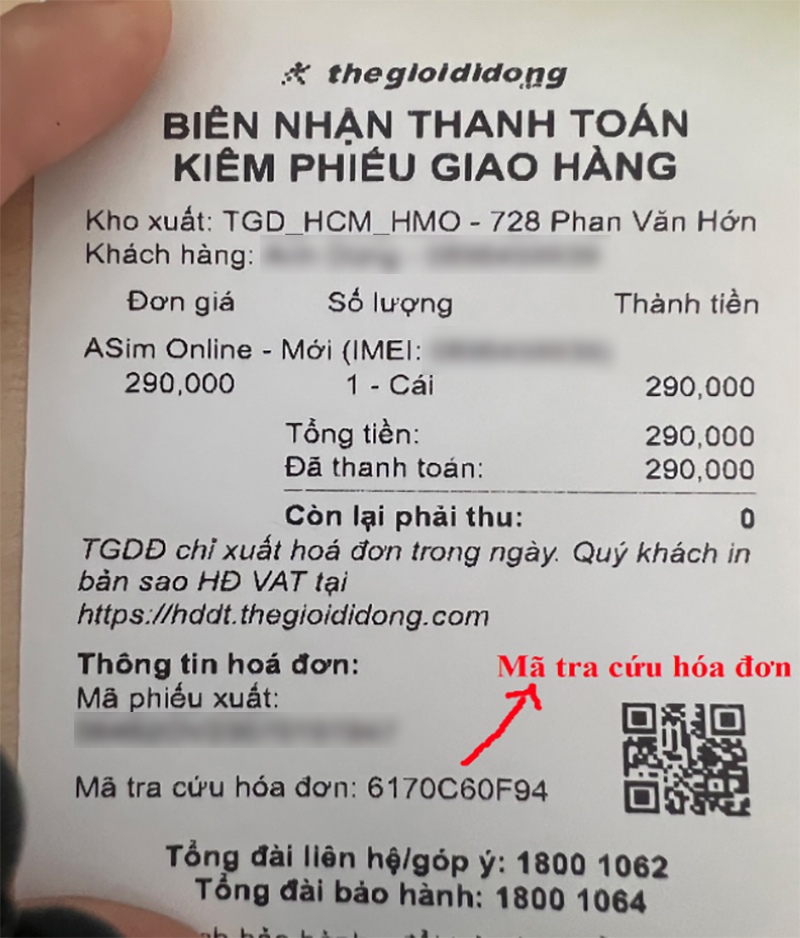 thegioididong
BIÊN NHẬN THANH TOÁN
KIÊM PHIẾU GIAO HÀNG
Kho xuất: TGD_HCM_HMO - 728 Phan Văn Hớn
Khách hàng:
Đơn giá Số lượng Thành tiền
ASim Online - Mới (IMEI:
290,000 1 - Cái 290,000
Tổng tiền: 290,000
Đã thanh toán: 290,000
Còn lại phải thu: 0
TGDĐ chỉ xuất hoá đơn trong ngày. Quý khách in
bản sao HĐ VAT tại
https://hddt.thegioididong.com
Thông tin hoá đơn:
Mã tra cứu hóa đơn
Mã phiếu xuất:
Mã tra cứu hóa đơn: 6170C60F94
Tổng đài liên hệ/góp ý: 1800 1062
Tổng đài bảo hành: 1800 1064